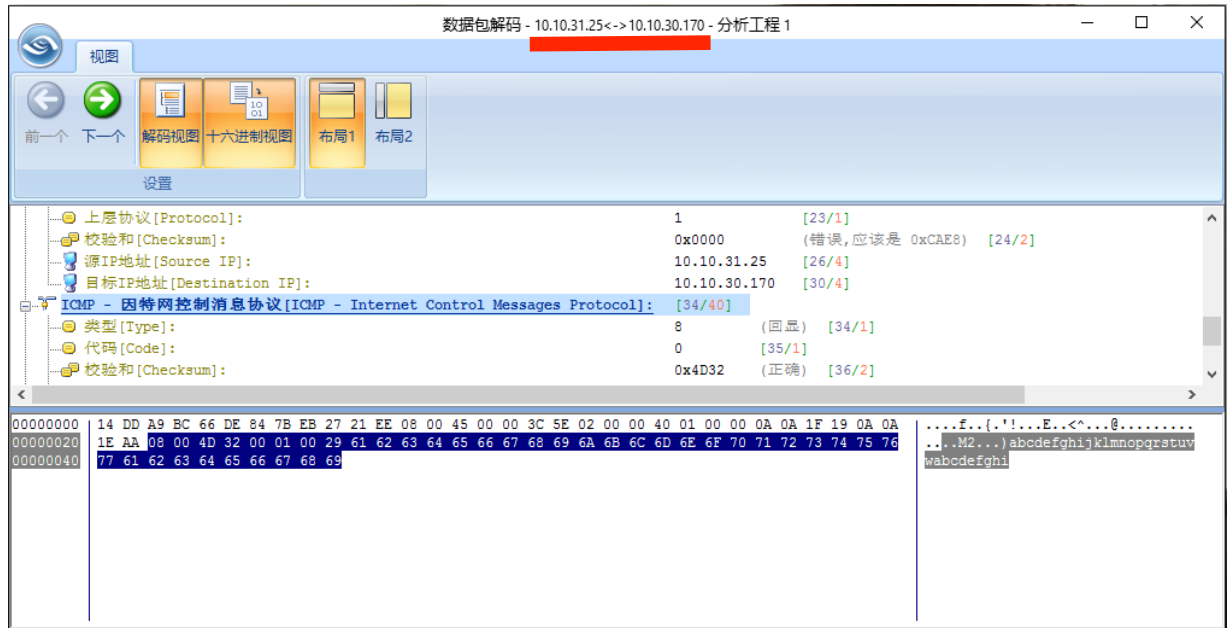 数据包解码 - 10.10.31.25<->10.10.30.170 - 分析工程 1
视图
前一个 下一个 解码视图 十六进制视图 布局1 布局2
设置
上层协议[Protocol]: 1 [23/1]
校验和[Checksum]: 0x0000 (错误,应该是 0xCAE8) [24/2]
源IP地址[Source IP]: 10.10.31.25 [26/4]
目标IP地址[Destination IP]: 10.10.30.170 [30/4]
ICMP - 因特网控制消息协议[ICMP - Internet Control Messages Protocol]: [34/40]
类型[Type]: 8 (回显) [34/1]
代码[Code]: 0 [35/1]
校验和[Checksum]: 0x4D32 (正确) [36/2]
00000000 14 DD A9 BC 66 DE 84 7B EB 27 21 EE 08 00 45 00 00 3C 5E 02 00 00 40 01 00 00 0A 0A 1F 19 0A 0A ....f..{.'!...E..<^...@.........
00000020 1E AA 08 00 4D 32 00 01 00 29 61 62 63 64 65 66 67 68 69 6A 6B 6C 6D 6E 6F 70 71 72 73 74 75 76 ....M2...)abcdefghijklmnopqrstuv
00000040 77 61 62 63 64 65 66 67 68 69 wabcdefghi